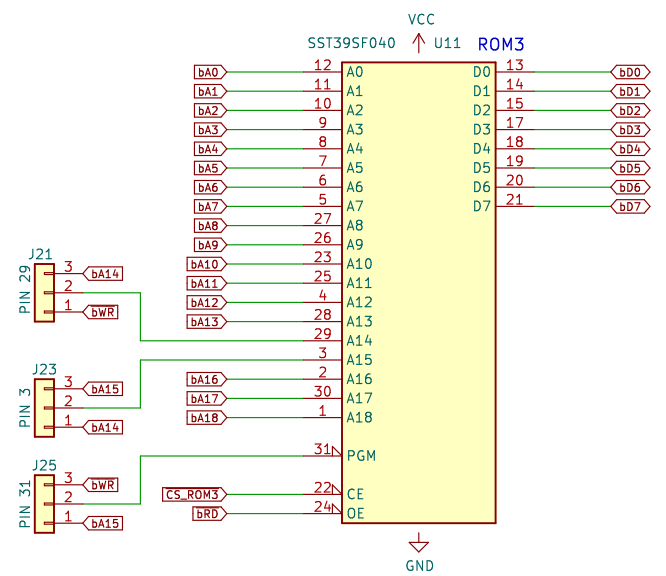 VCC
SST39SF040 U11 ROM3
bA0 12 A0 D0 13 bD0
bA1 11 A1 D1 14 bD1
bA2 10 A2 D2 15 bD2
bA3 9 A3 D3 17 bD3
bA4 8 A4 D4 18 bD4
bA5 7 A5 D5 19 bD5
bA6 6 A6 D6 20 bD6
bA7 5 A7 D7 21 bD7
bA8 27 A8
bA9 26 A9
bA10 23 A10
bA11 25 A11
bA12 4 A12
bA13 28 A13
29 A14
3 A15
bA16 2 A16
bA17 30 A17
bA18 1 A18
31 PGM
CS_ROM3 22 CE
bRD 24 OE
GND
J21
PIN 29
3 bA14
2
1 bWR
J23
PIN 3
3 bA15
2
1 bA14
J25
PIN 31
3 bWR
2
1 bA15